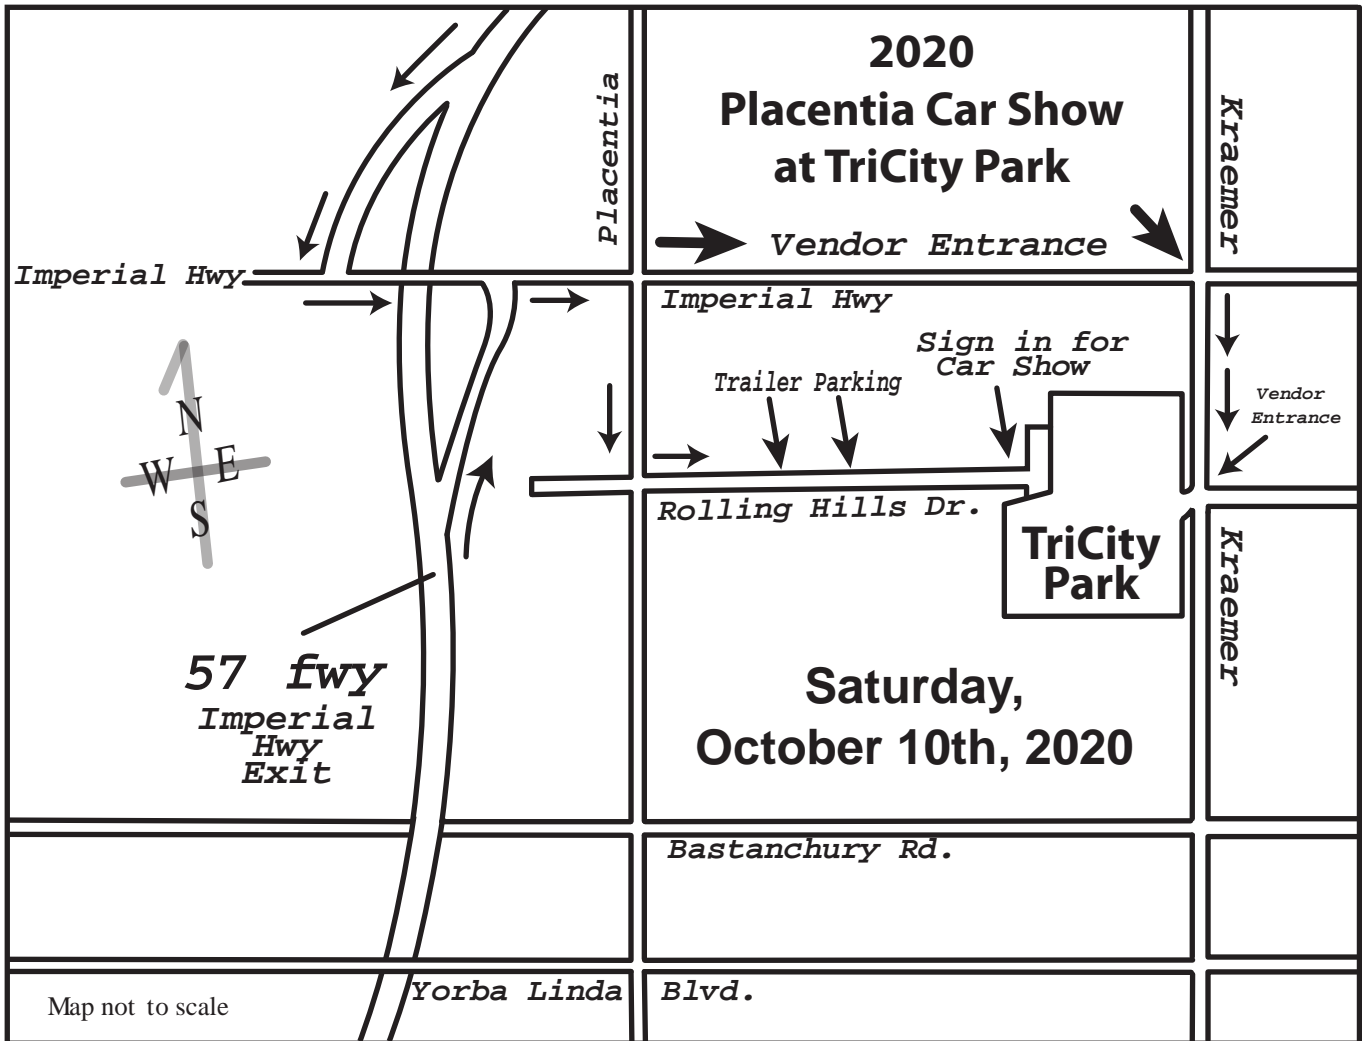 2020
Placentia Car Show
at TriCity Park
Placentia
Kraemer
Vendor Entrance
Imperial Hwy
Imperial Hwy
Sign in for
Car Show
Trailer Parking
Vendor
Entrance
N
W E
S
Rolling Hills Dr.
TriCity
Park
Kraemer
57 fwy
Imperial
Hwy
Exit
Saturday,
October 10th, 2020
Bastanchury Rd.
Yorba Linda Blvd.
Map not to scale